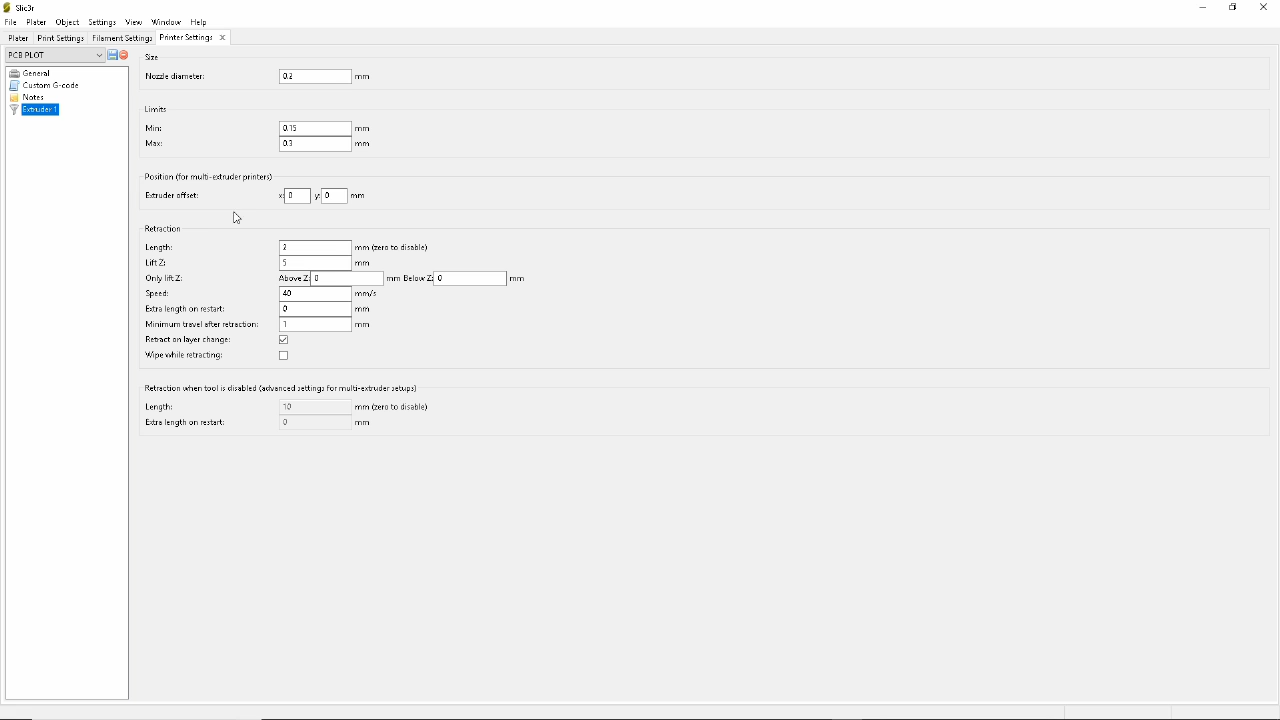 Slic3r
File Plater Object Settings View Window Help
Plater Print Settings Filament Settings Printer Settings
PCB PLOT
General
Custom G-code
Notes
Extruder 1
Size
Nozzle diameter: 0.2 mm
Limits
Min: 0.15 mm
Max: 0.3 mm
Position (for multi-extruder printers)
Extruder offset: x: 0 y: 0 mm
Retraction
Length: 2 mm (zero to disable)
Lift Z: 5 mm
Only lift Z: Above Z: 0 mm Below Z: 0 mm
Speed: 40 mm/s
Extra length on restart: 0 mm
Minimum travel after retraction: 1 mm
Retract on layer change:
Wipe while retracting:
Retraction when tool is disabled (advanced settings for multi-extruder setups)
Length: 10 mm (zero to disable)
Extra length on restart: 0 mm